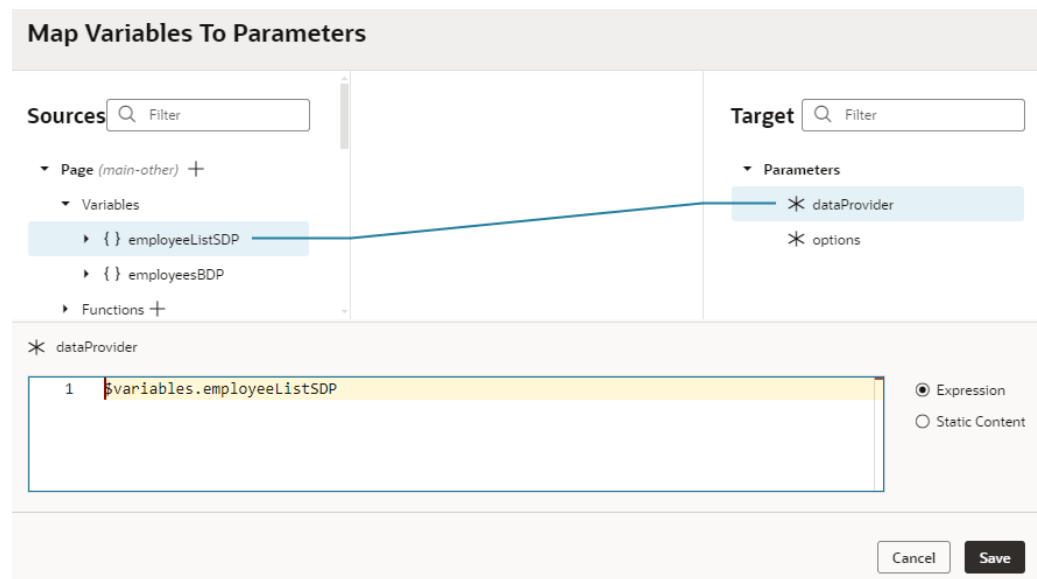 Map Variables To Parameters
Sources
Filter
Page (main-other)
Variables
{ } employeeListSDP
{ } employeesBDP
Functions
Target
Filter
Parameters
dataProvider
options
dataProvider
1 $variables.employeeListSDP
Expression
Static Content
Cancel
Save